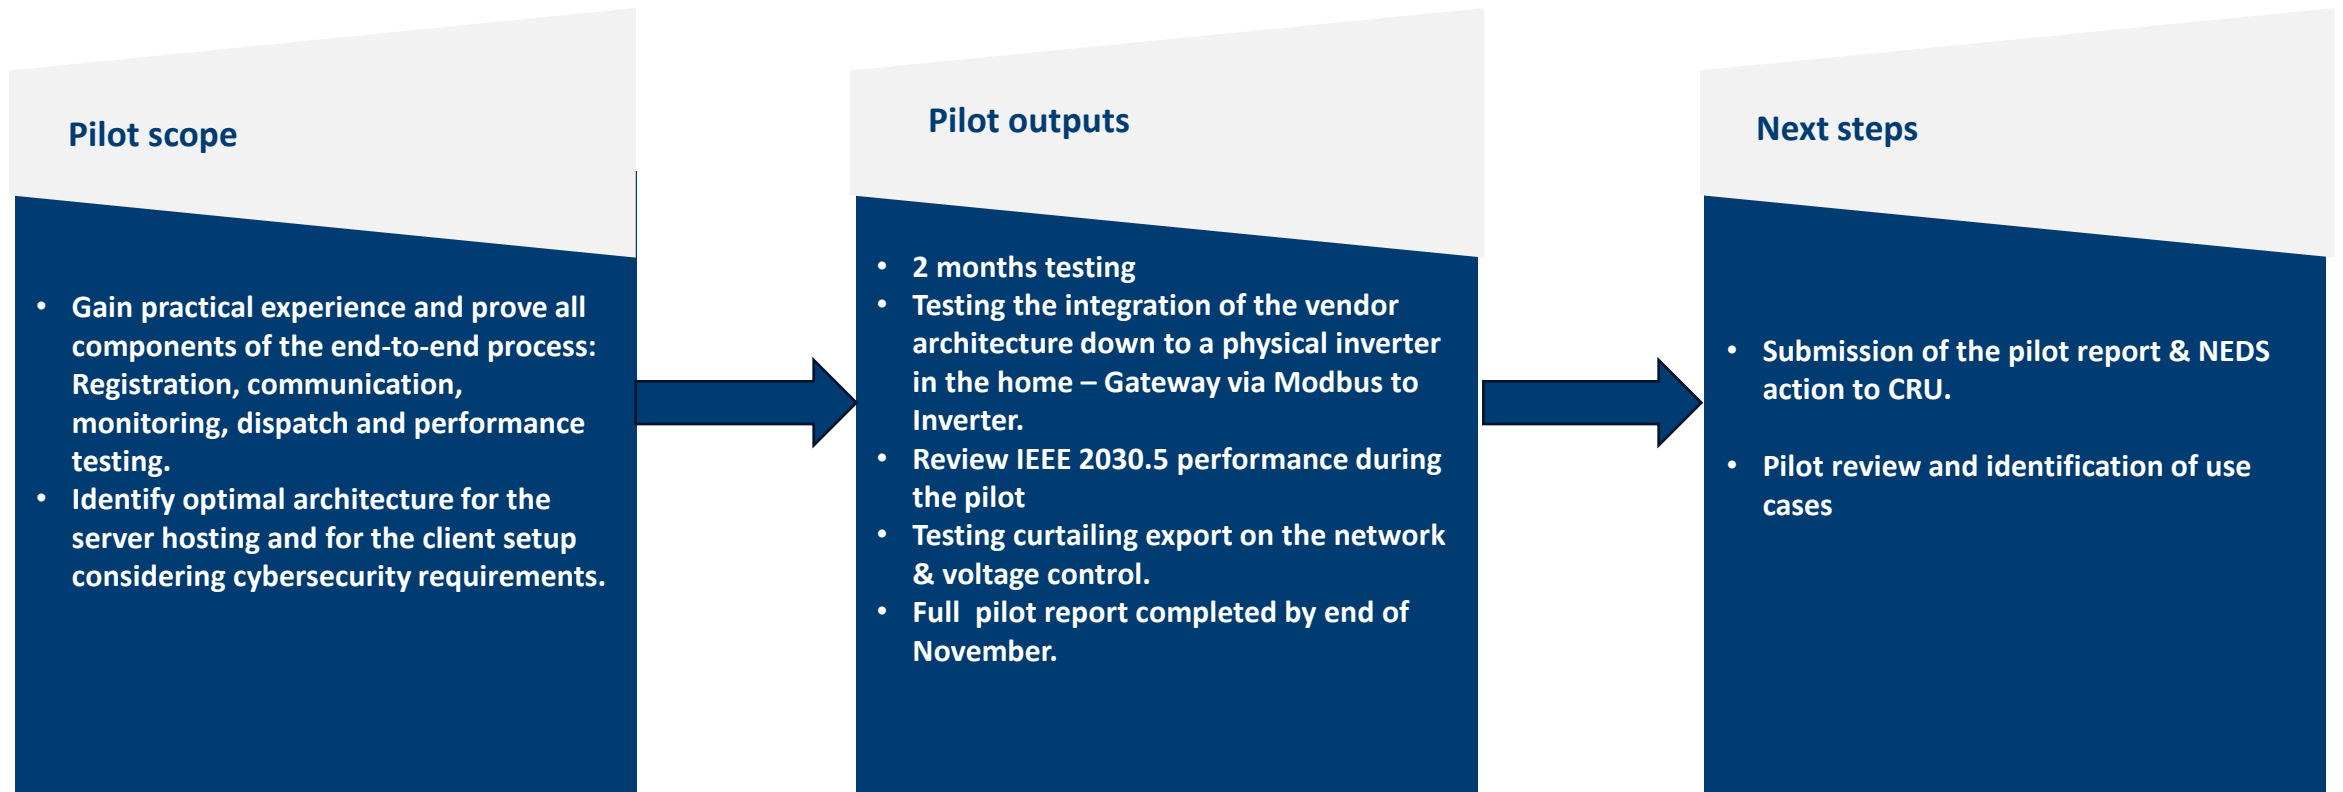 Pilot scope
• Gain practical experience and prove all
components of the end-to-end process:
Registration, communication,
monitoring, dispatch and performance
testing.
• Identify optimal architecture for the
server hosting and for the client setup
considering cybersecurity requirements.
Pilot outputs
• 2 months testing
• Testing the integration of the vendor
architecture down to a physical inverter
in the home – Gateway via Modbus to
Inverter.
• Review IEEE 2030.5 performance during
the pilot
• Testing curtailing export on the network
& voltage control.
• Full  pilot report completed by end of
November.
Next steps
• Submission of the pilot report & NEDS
action to CRU.
• Pilot review and identification of use
cases